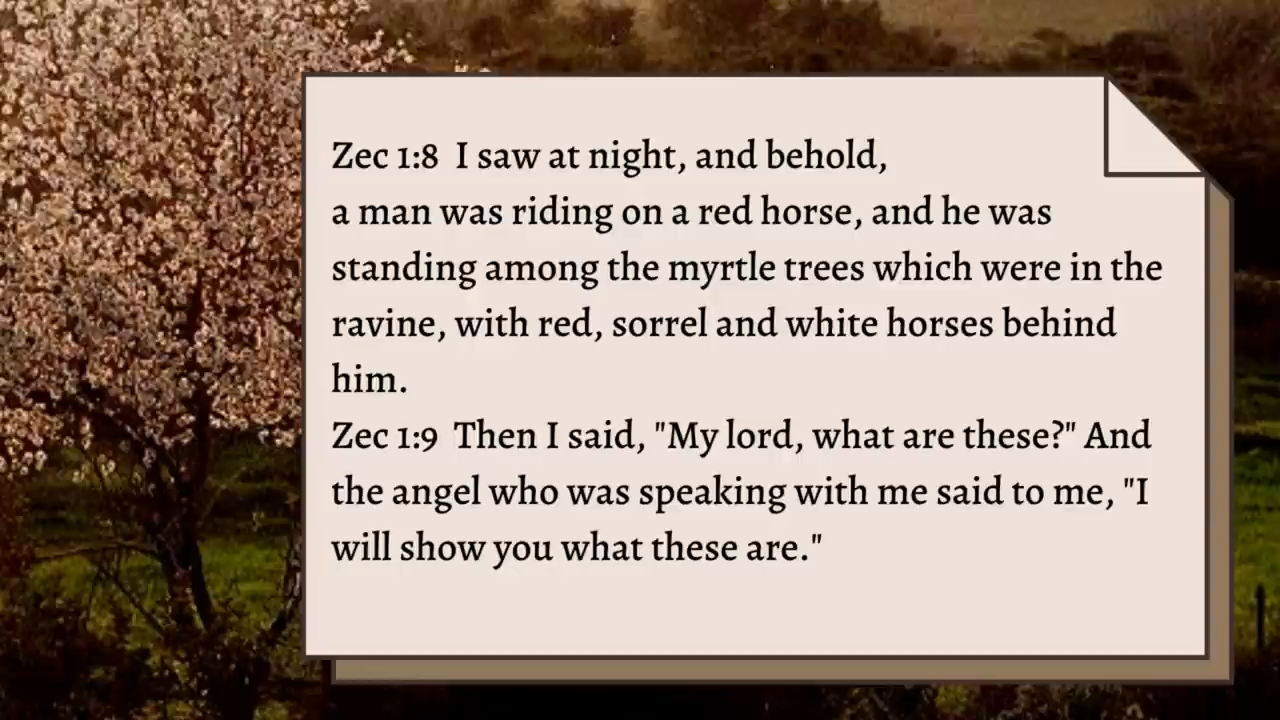 Zec 1:8  I saw at night, and behold,
a man was riding on a red horse, and he was
standing among the myrtle trees which were in the
ravine, with red, sorrel and white horses behind
him.
Zec 1:9  Then I said, "My lord, what are these?" And
the angel who was speaking with me said to me, "I
will show you what these are."